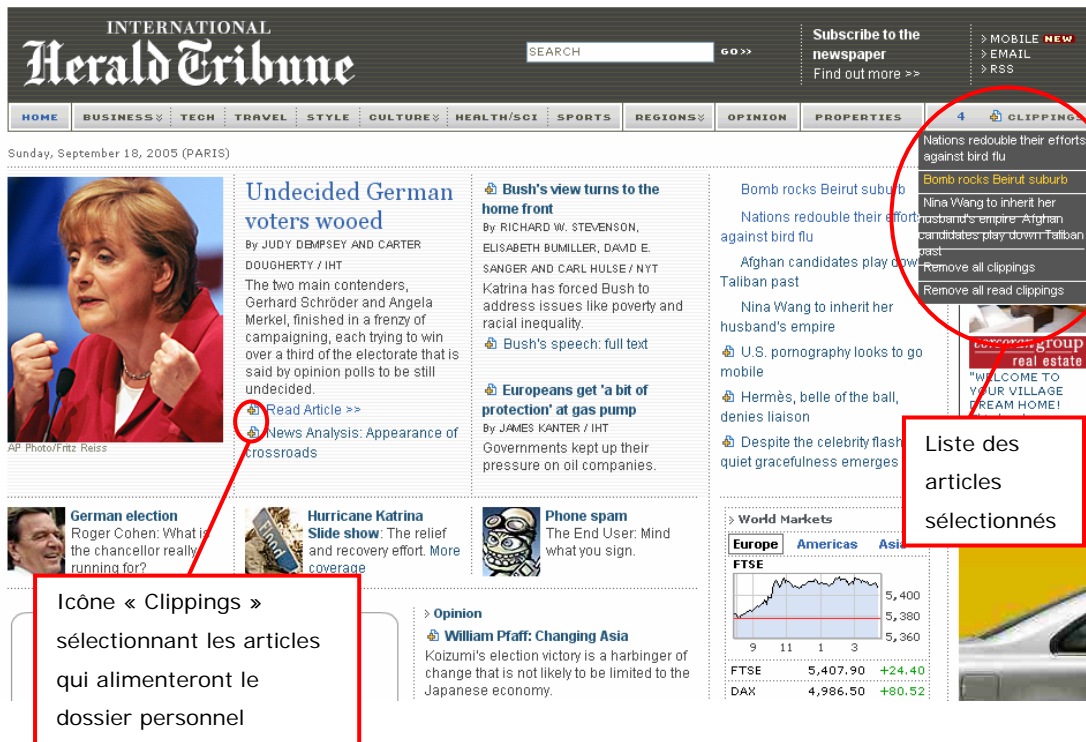 INTERNATIONAL
Herald Tribune
SEARCH
GO>>
Subscribe to the
newspaper
Find out more >>
> MOBILE NEW
> EMAIL
> RSS
HOME BUSINESS TECH TRAVEL STYLE CULTURE HEALTH/SCI SPORTS REGIONS OPINION PROPERTIES 4 CLIPPINGS
Sunday, September 18, 2005 (PARIS)
Nations redouble their efforts
against bird flu
Bomb rocks Beirut suburb
Nina Wang to inherit her
husband's empire Afghan
candidates play down Taliban
past
Remove all clippings
Remove all read clippings
AP Photo/Fritz Reiss
Undecided German
voters wooed
By JUDY DEMPSEY AND CARTER
DOUGHERTY / IHT
The two main contenders,
Gerhard Schröder and Angela
Merkel, finished in a frenzy of
campaigning, each trying to win
over a third of the electorate that is
said by opinion polls to be still
undecided.
Read Article >>
News Analysis: Appearance of
crossroads
Bush's view turns to the
home front
By RICHARD W. STEVENSON,
ELISABETH BUMILLER, DAVID E.
SANGER AND CARL HULSE / NYT
Katrina has forced Bush to
address issues like poverty and
racial inequality.
Bush's speech: full text
Europeans get 'a bit of
protection' at gas pump
By JAMES KANTER / IHT
Governments kept up their
pressure on oil companies.
Bomb rocks Beirut suburb
Nations redouble their effort
against bird flu
Afghan candidates play dow
Taliban past
Nina Wang to inherit her
husband's empire
U.S. pornography looks to go
mobile
Hermès, belle of the ball,
denies liaison
Despite the celebrity flash
quiet gracefulness emerges
corcoran group
real estate
"WELCOME TO
YOUR VILLAGE
DREAM HOME!
Liste des
articles
sélectionnés
German election
Roger Cohen: What is
the chancellor really
running for?
Flood
Hurricane Katrina
Slide show: The relief
and recovery effort. More
coverage
Phone spam
The End User: Mind
what you sign.
> World Markets
Europe Americas Asia
FTSE
5,400
5,380
5,360
9 11 1 3
FTSE 5,407.90 +24.40
DAX 4,986.50 +80.52
Icône « Clippings »
sélectionnant les articles
qui alimenteront le
dossier personnel
> Opinion
William Pfaff: Changing Asia
Koizumi's election victory is a harbinger of
change that is not likely to be limited to the
Japanese economy.